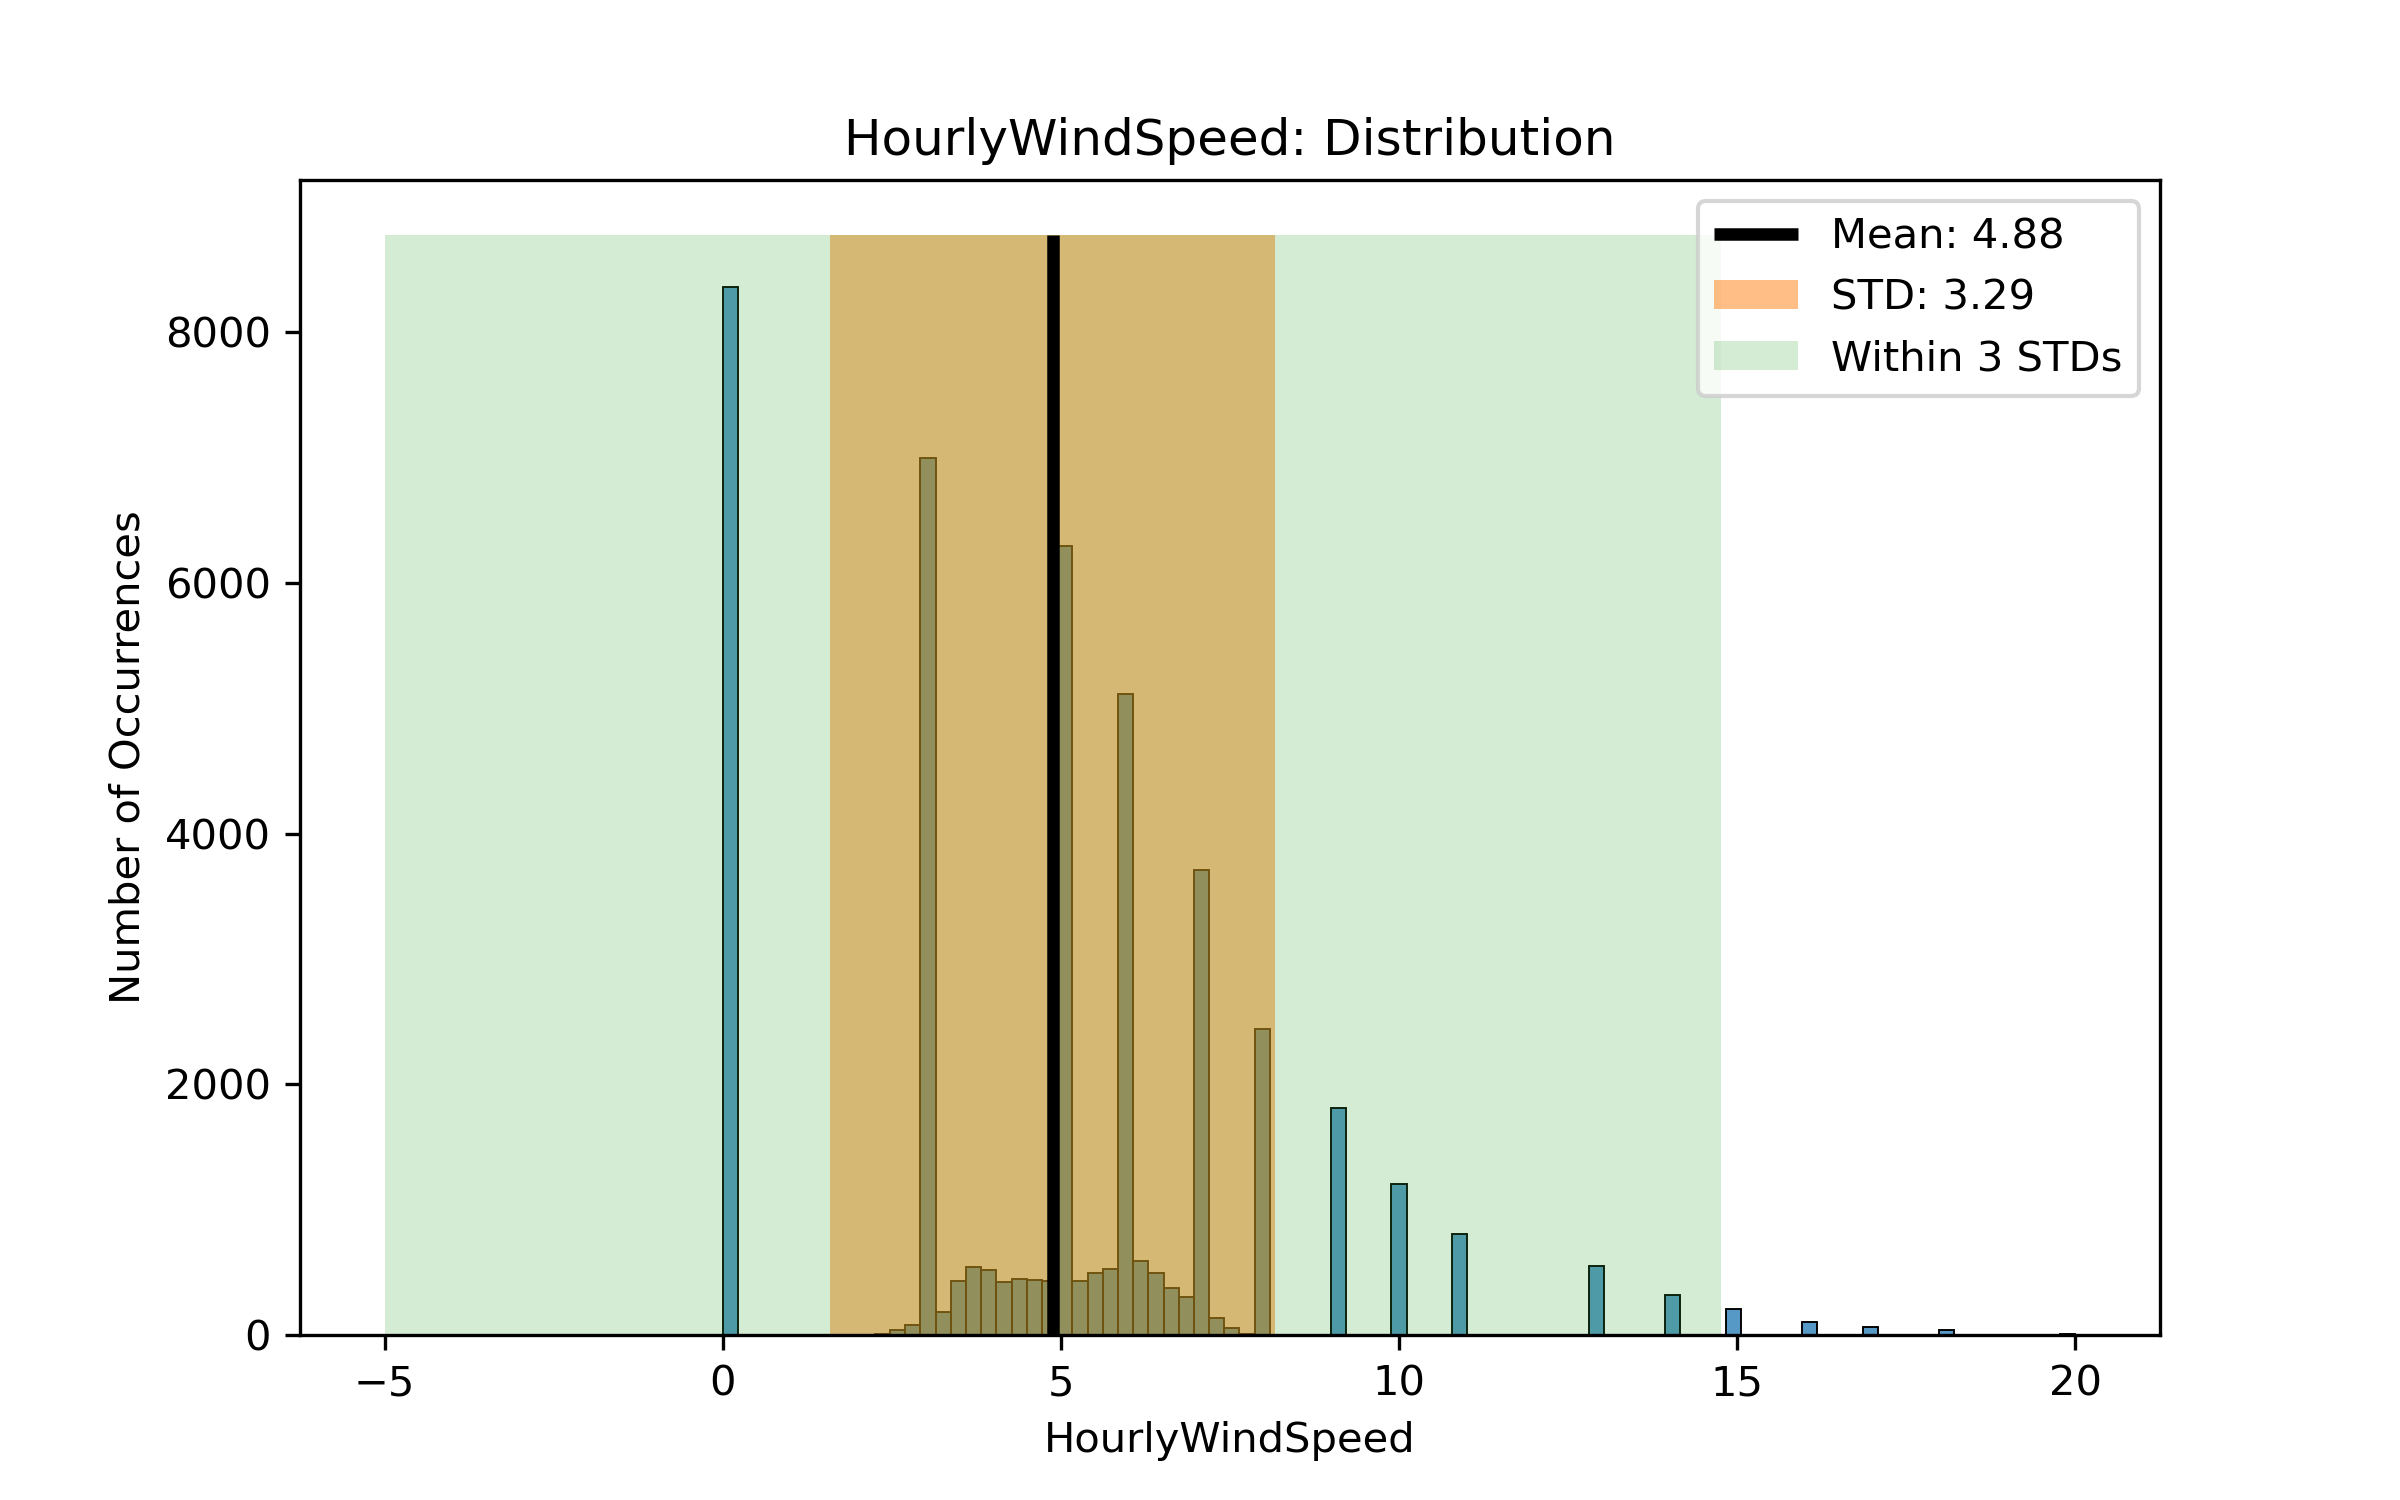 HourlyWindSpeed: Distribution
Mean: 4.88
STD: 3.29
Within 3 STDs
Number of Occurrences
8000
6000
4000
2000
0
−5 0 5 10 15 20
HourlyWindSpeed